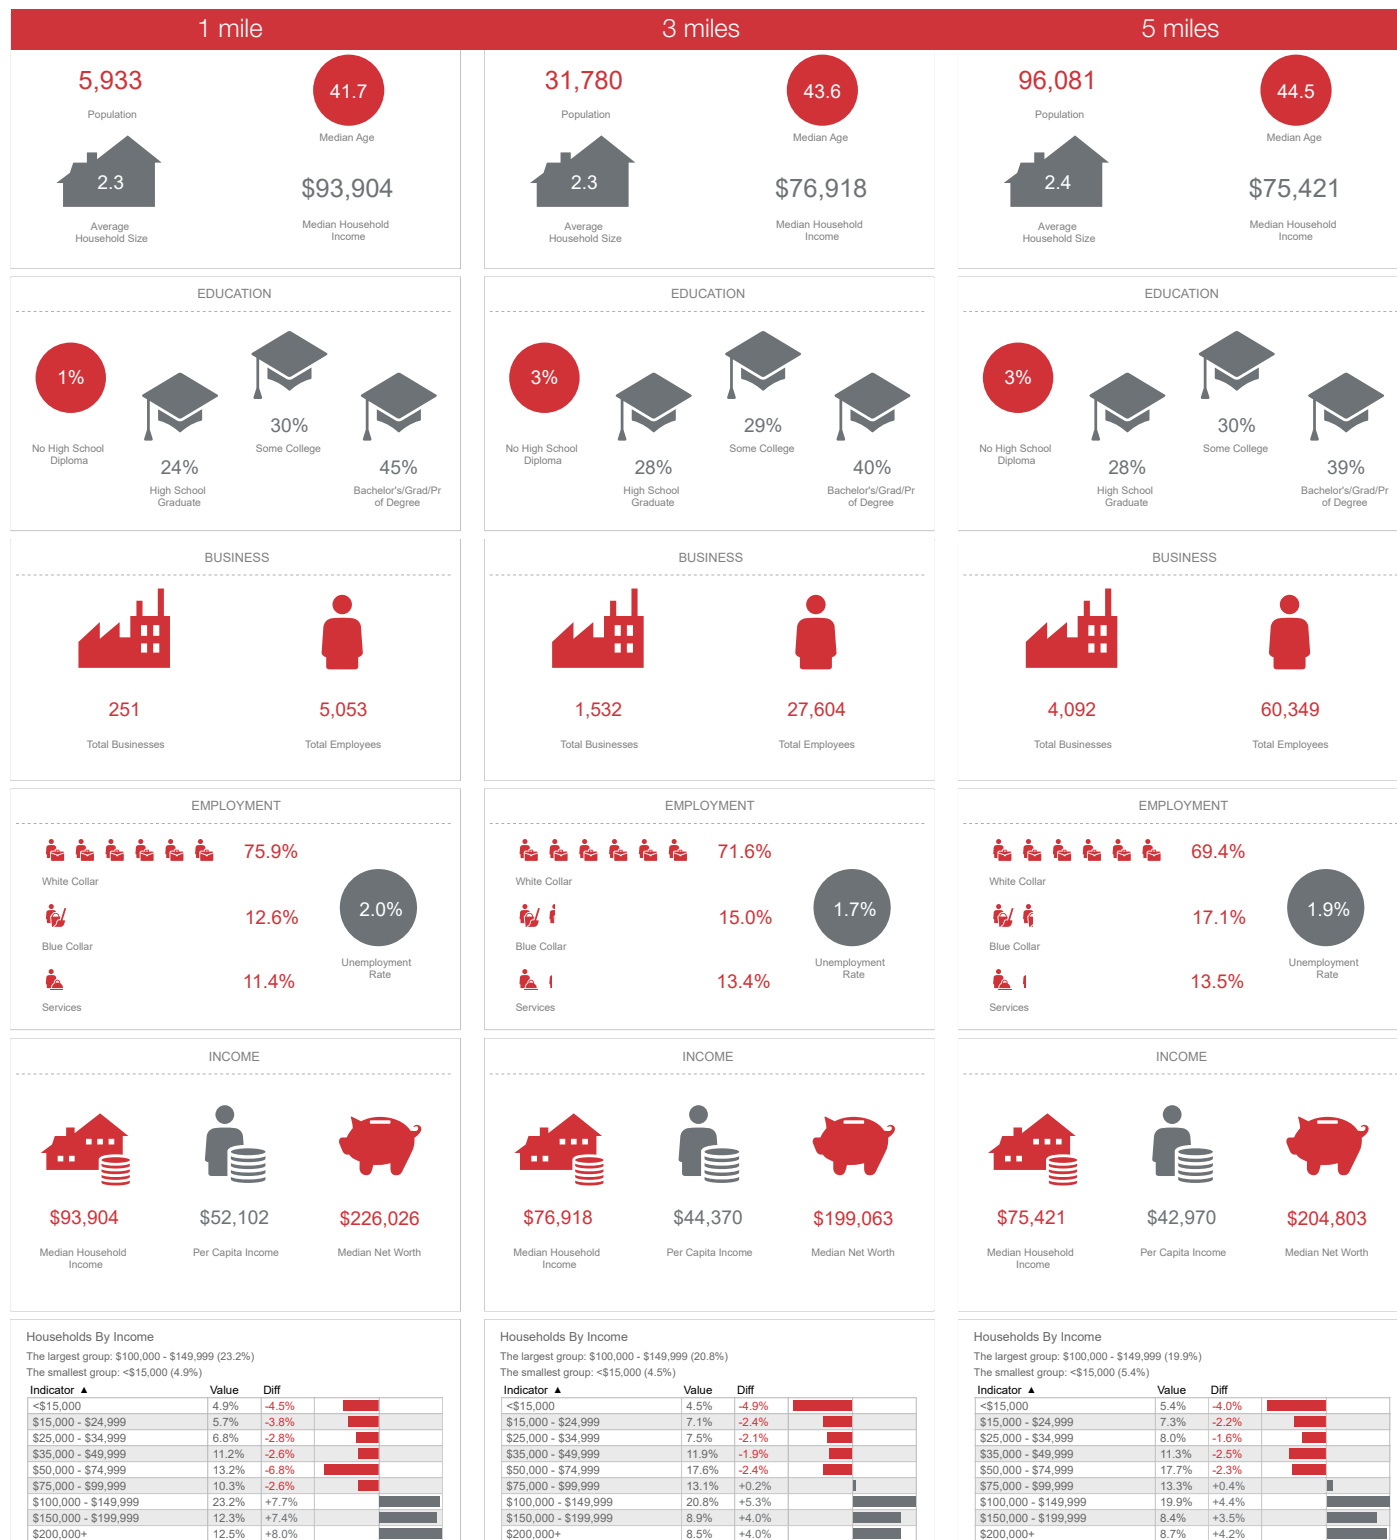 1 mile
5,933
Population
41.7
Median Age
2.3
Average
Household Size
$93,904
Median Household
Income
EDUCATION
1%
No High School
Diploma
24%
High School
Graduate
30%
Some College
45%
Bachelor's/Grad/Pr
of Degree
BUSINESS
251
Total Businesses
5,053
Total Employees
EMPLOYMENT
75.9%
White Collar
12.6%
Blue Collar
11.4%
Services
2.0%
Unemployment
Rate
INCOME
$93,904
Median Household
Income
$52,102
Per Capita Income
$226,026
Median Net Worth
Households By Income
The largest group: $100,000 - $149,999 (23.2%)
The smallest group: <$15,000 (4.9%)
Indicator ▲ Value Diff
<$15,000 4.9% -4.5%
$15,000 - $24,999 5.7% -3.8%
$25,000 - $34,999 6.8% -2.8%
$35,000 - $49,999 11.2% -2.6%
$50,000 - $74,999 13.2% -6.8%
$75,000 - $99,999 10.3% -2.6%
$100,000 - $149,999 23.2% +7.7%
$150,000 - $199,999 12.3% +7.4%
$200,000+ 12.5% +8.0%
3 miles
31,780
Population
43.6
Median Age
2.3
Average
Household Size
$76,918
Median Household
Income
EDUCATION
3%
No High School
Diploma
28%
High School
Graduate
29%
Some College
40%
Bachelor's/Grad/Pr
of Degree
BUSINESS
1,532
Total Businesses
27,604
Total Employees
EMPLOYMENT
71.6%
White Collar
15.0%
Blue Collar
13.4%
Services
1.7%
Unemployment
Rate
INCOME
$76,918
Median Household
Income
$44,370
Per Capita Income
$199,063
Median Net Worth
Households By Income
The largest group: $100,000 - $149,999 (20.8%)
The smallest group: <$15,000 (4.5%)
Indicator ▲ Value Diff
<$15,000 4.5% -4.9%
$15,000 - $24,999 7.1% -2.4%
$25,000 - $34,999 7.5% -2.1%
$35,000 - $49,999 11.9% -1.9%
$50,000 - $74,999 17.6% -2.4%
$75,000 - $99,999 13.1% +0.2%
$100,000 - $149,999 20.8% +5.3%
$150,000 - $199,999 8.9% +4.0%
$200,000+ 8.5% +4.0%
5 miles
96,081
Population
44.5
Median Age
2.4
Average
Household Size
$75,421
Median Household
Income
EDUCATION
3%
No High School
Diploma
28%
High School
Graduate
30%
Some College
39%
Bachelor's/Grad/Pr
of Degree
BUSINESS
4,092
Total Businesses
60,349
Total Employees
EMPLOYMENT
69.4%
White Collar
17.1%
Blue Collar
13.5%
Services
1.9%
Unemployment
Rate
INCOME
$75,421
Median Household
Income
$42,970
Per Capita Income
$204,803
Median Net Worth
Households By Income
The largest group: $100,000 - $149,999 (19.9%)
The smallest group: <$15,000 (5.4%)
Indicator ▲ Value Diff
<$15,000 5.4% -4.0%
$15,000 - $24,999 7.3% -2.2%
$25,000 - $34,999 8.0% -1.6%
$35,000 - $49,999 11.3% -2.5%
$50,000 - $74,999 17.7% -2.3%
$75,000 - $99,999 13.3% +0.4%
$100,000 - $149,999 19.9% +4.4%
$150,000 - $199,999 8.4% +3.5%
$200,000+ 8.7% +4.2%